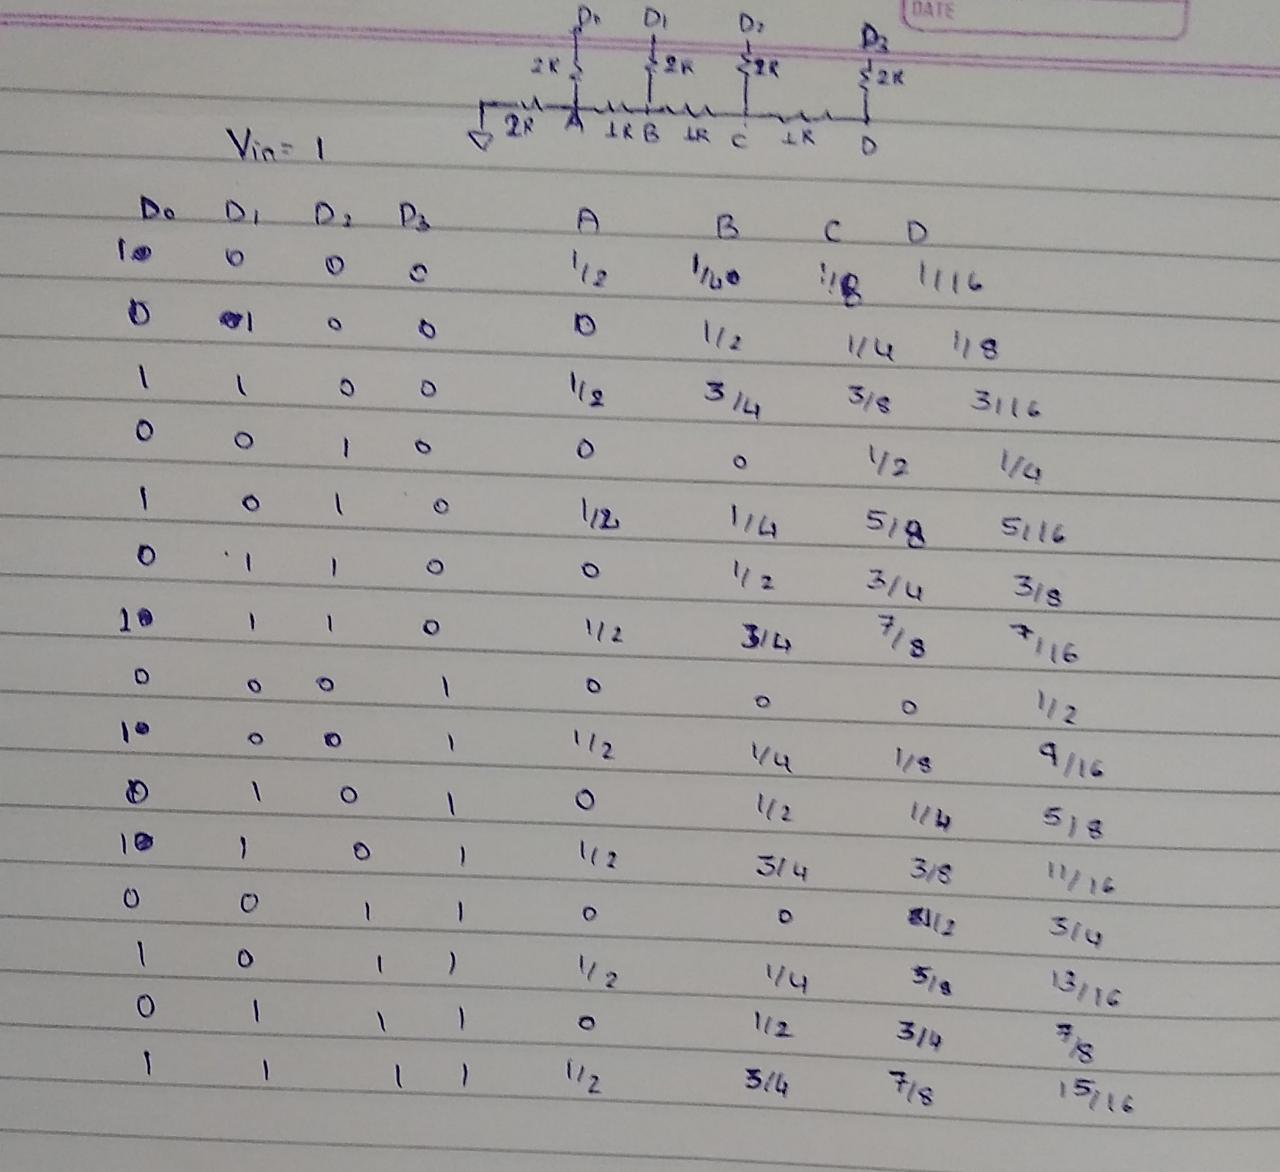 DATE
D₀ D₁ D₂ D₃
2K 2K 2K 2K
2K A 1K B 1K C 1K D
Vin = 1
D₀ D₁ D₂ D₃ A B C D
1 0 0 0 1/2 1/4 1/8 1/16
0 1 0 0 0 1/2 1/4 1/8
1 1 0 0 1/2 3/4 3/8 3/16
0 0 1 0 0 0 1/2 1/4
1 0 1 0 1/2 1/4 5/8 5/16
0 1 1 0 0 1/2 3/4 3/8
1 1 1 0 1/2 3/4 7/8 7/16
0 0 0 1 0 0 0 1/2
1 0 0 1 1/2 1/4 1/8 9/16
0 1 0 1 0 1/2 1/4 5/8
1 1 0 1 1/2 3/4 3/8 11/16
0 0 1 1 0 0 1/2 3/4
1 0 1 1 1/2 1/4 5/8 13/16
0 1 1 1 0 1/2 3/4 7/8
1 1 1 1 1/2 3/4 7/8 15/16